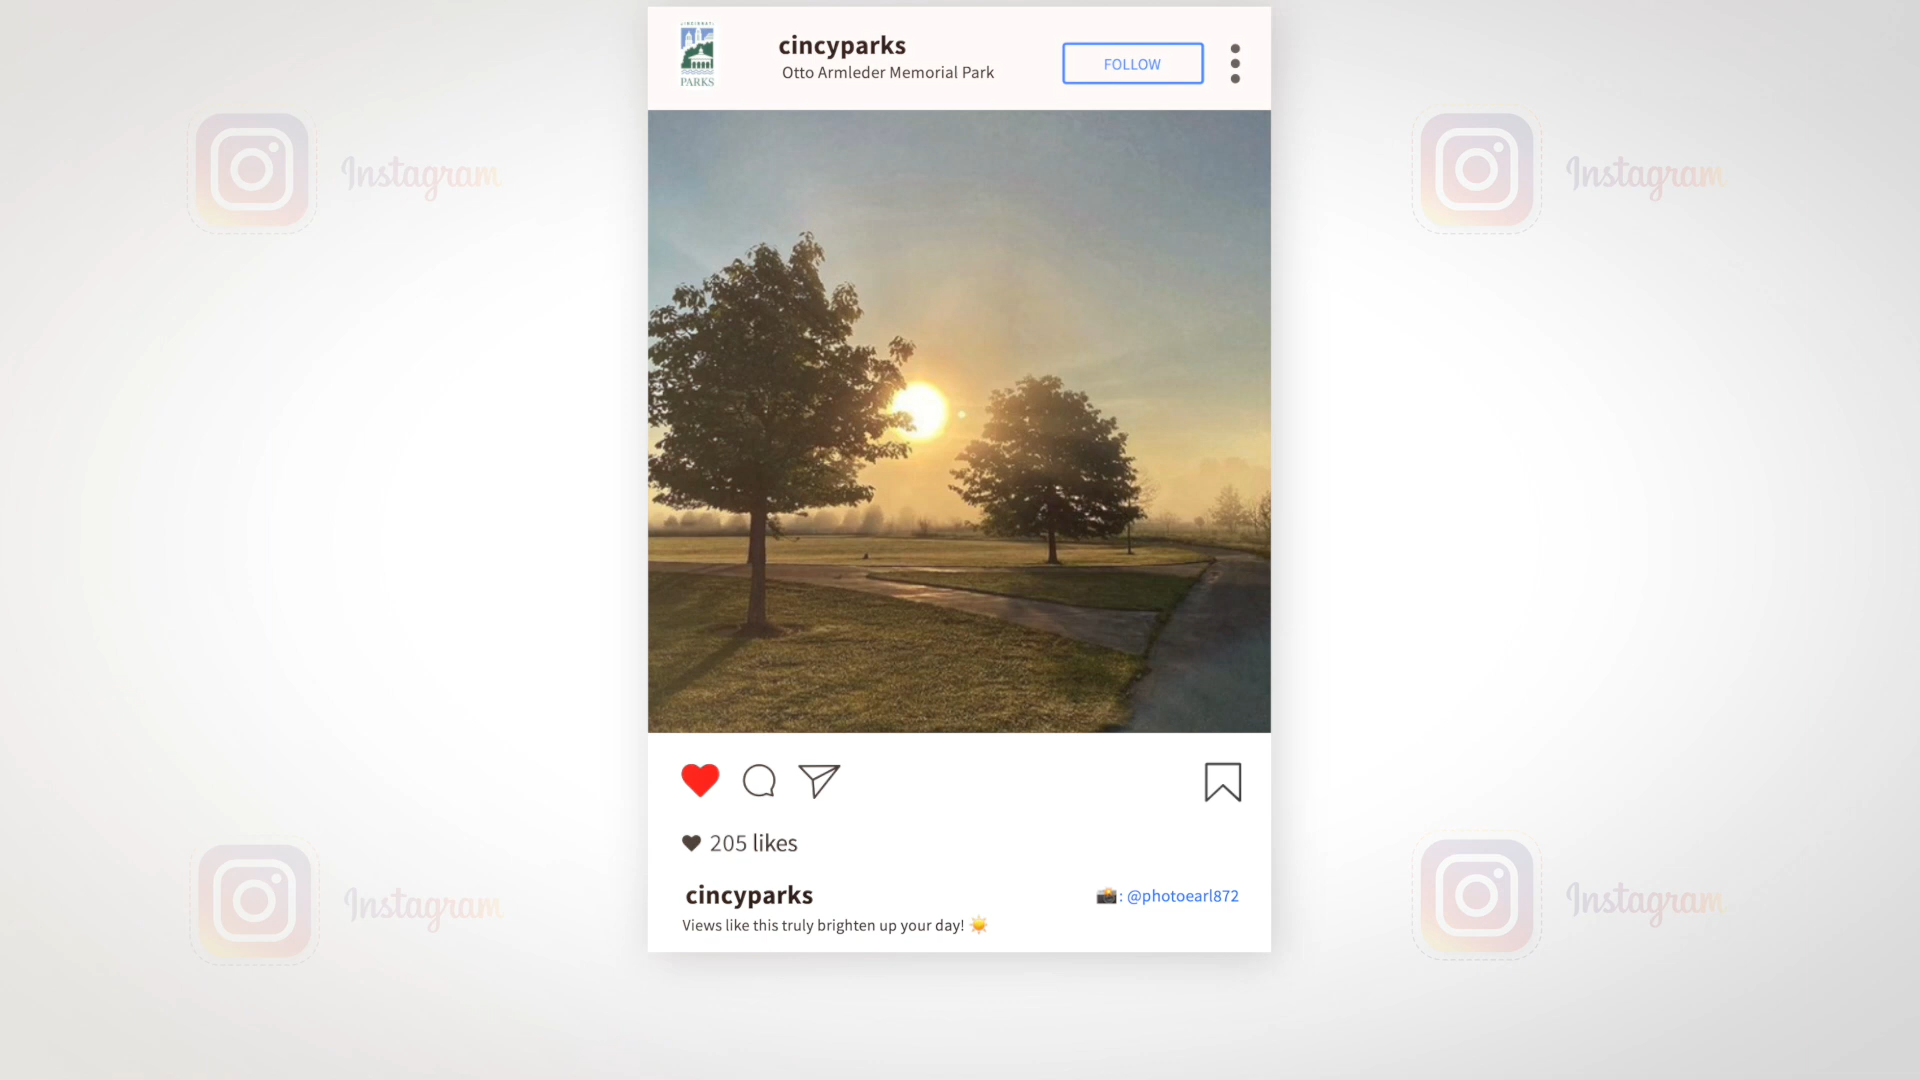 CINCINNATI
PARKS
cincyparks
Otto Armleder Memorial Park
FOLLOW
Instagram
Instagram
205 likes
cincyparks
: @photoearl872
Views like this truly brighten up your day!
Instagram
Instagram